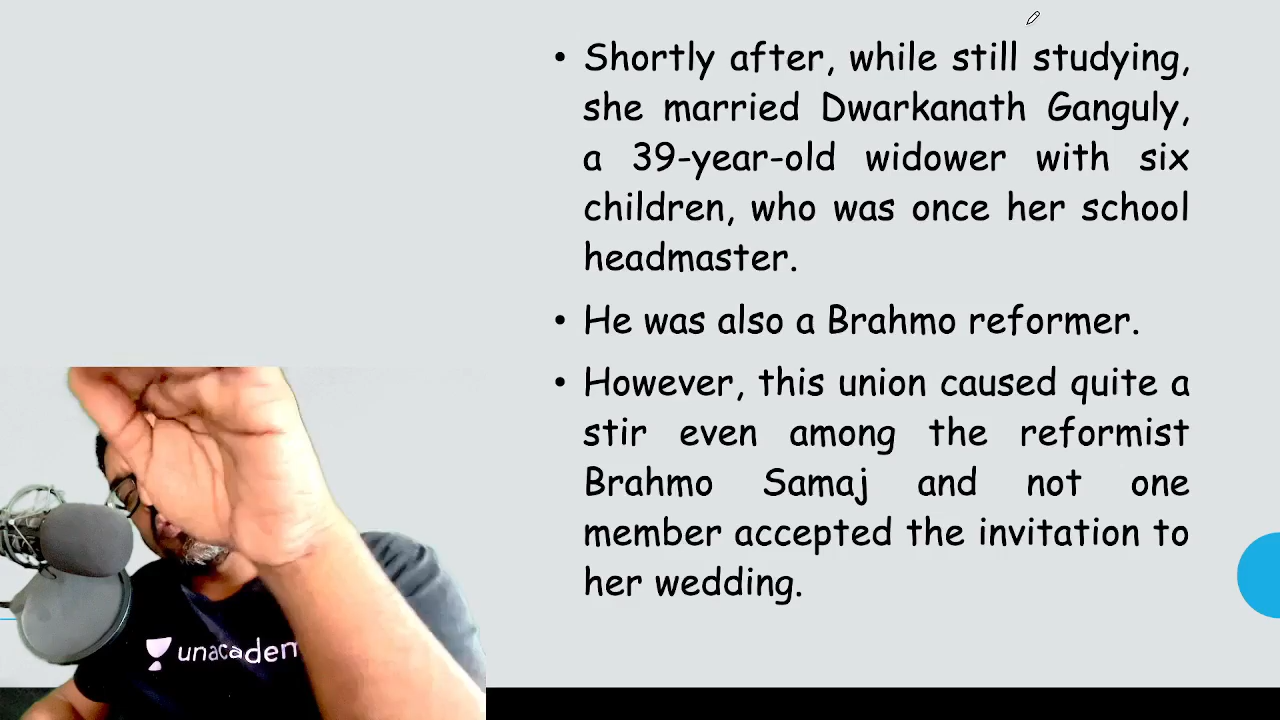 • Shortly after, while still studying,
she married Dwarkanath Ganguly,
a 39-year-old widower with six
children, who was once her school
headmaster.
• He was also a Brahmo reformer.
• However, this union caused quite a
stir even among the reformist
Brahmo Samaj and not one
member accepted the invitation to
her wedding.
unacadem